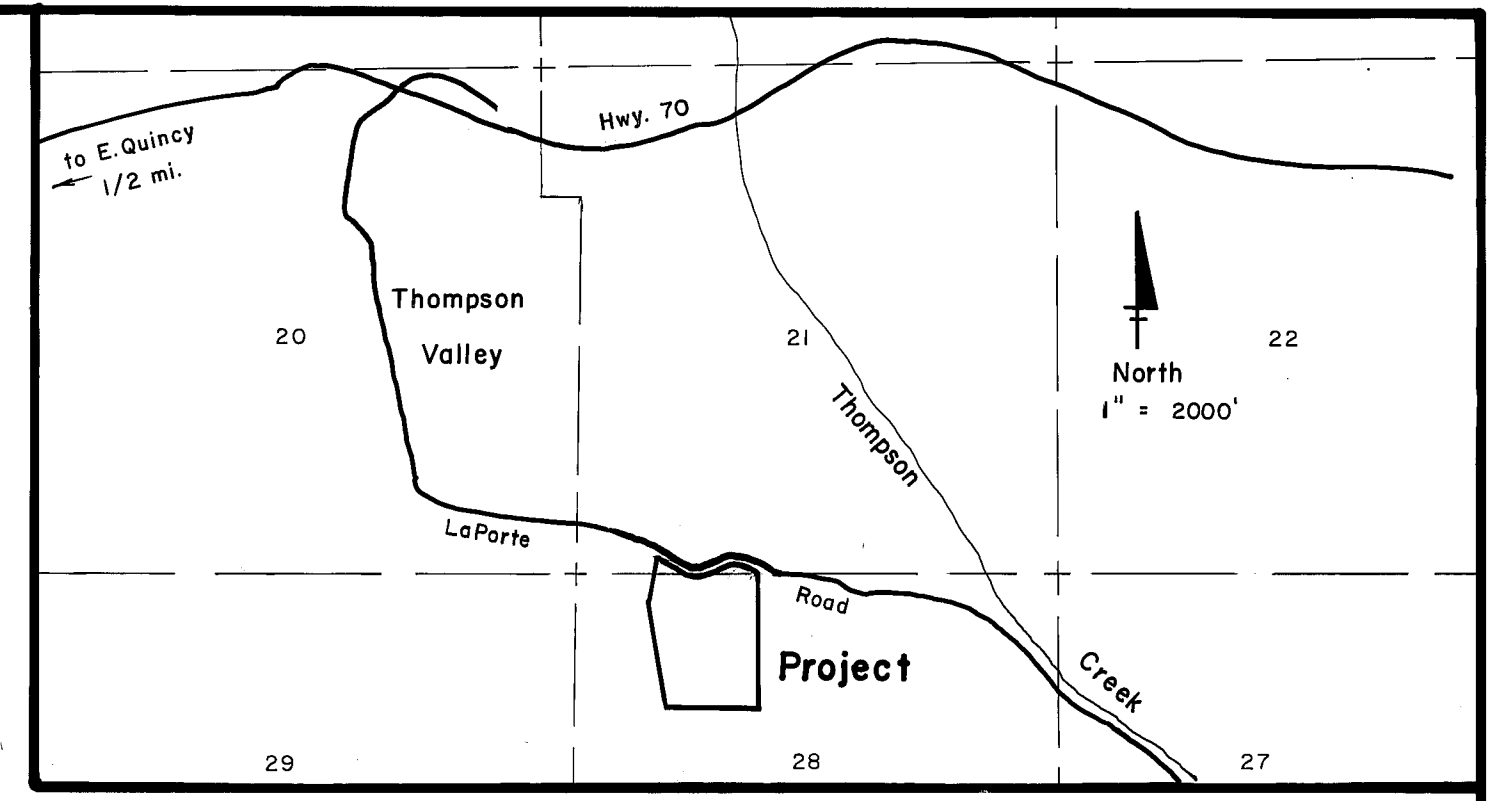 Hwy. 70
to E. Quincy
1/2 mi.
Thompson
Valley
20
21
22
North
1" = 2000'
Thompson
Creek
LaPorte
Road
Project
29
28
27